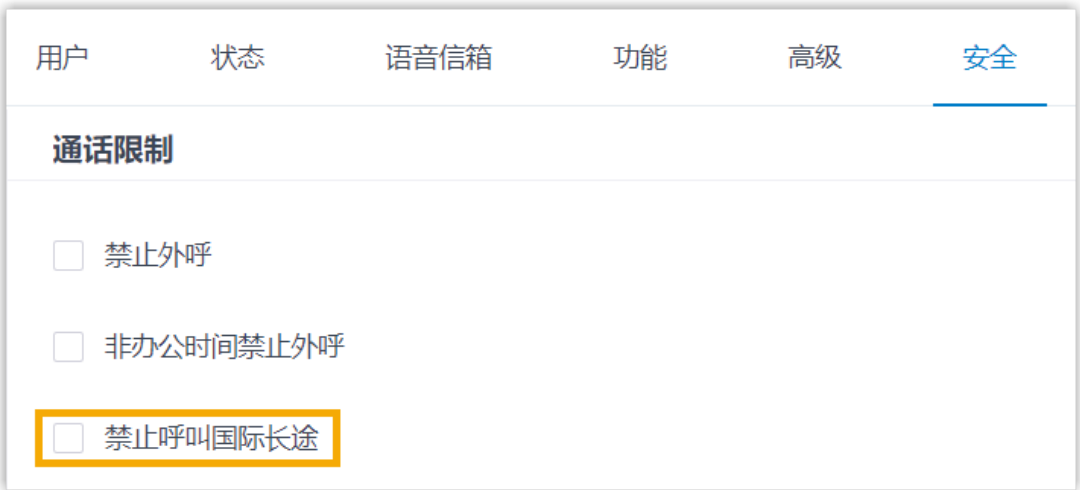 用户 状态 语音信箱 功能 高级 安全
通话限制
禁止外呼
非办公时间禁止外呼
禁止呼叫国际长途